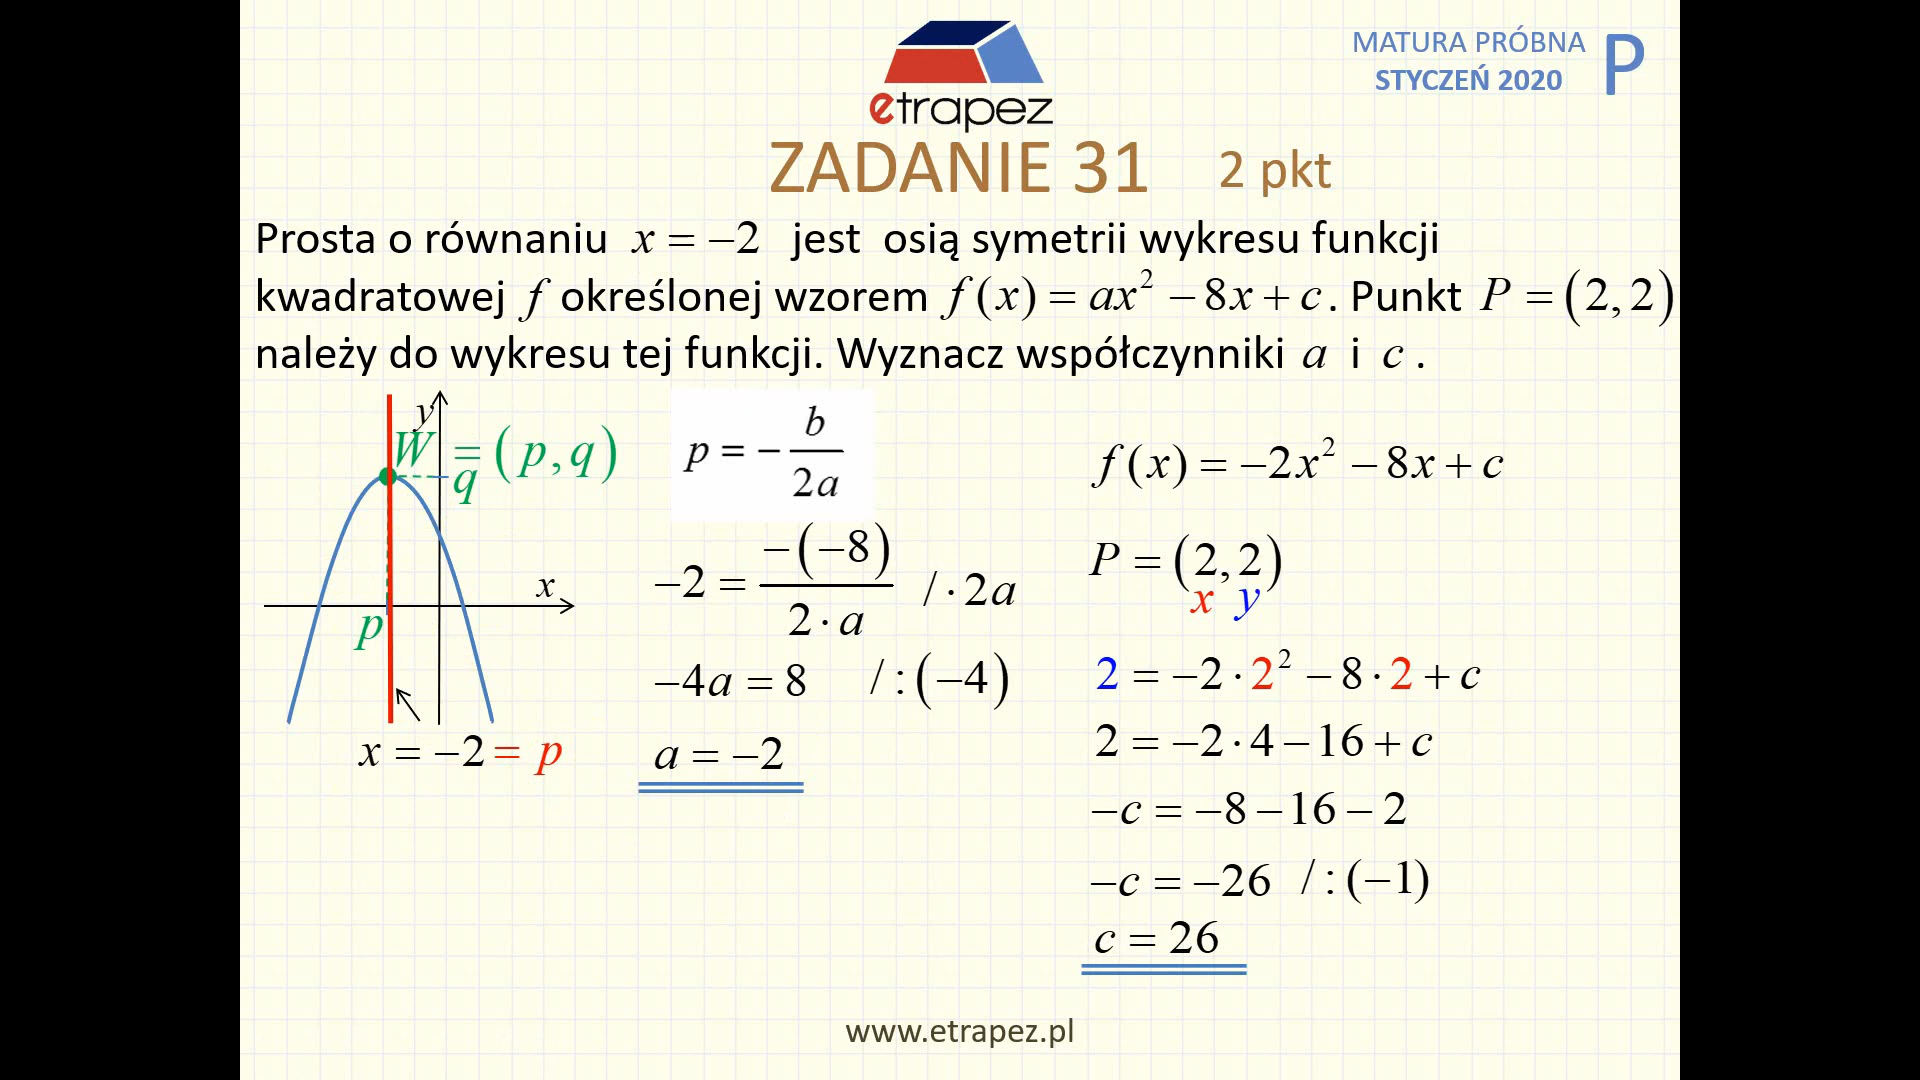 etrapez
MATURA PRÓBNA
STYCZEŃ 2020
P
ZADANIE 31 2 pkt
Prosta o równaniu x = −2 jest osią symetrii wykresu funkcji
kwadratowej f określonej wzorem f(x) = ax² − 8x + c. Punkt P = (2, 2)
należy do wykresu tej funkcji. Wyznacz współczynniki a i c.
y
W = (p, q)
q
x
p
x = −2 = p
p = − b/2a
−2 = −(−8)/2·a /·2a
−4a = 8 /:(−4)
a = −2
f(x) = −2x² − 8x + c
P = (2, 2)
x y
2 = −2·2² − 8·2 + c
2 = −2·4 − 16 + c
−c = −8 − 16 − 2
−c = −26 /:(−1)
c = 26
www.etrapez.pl